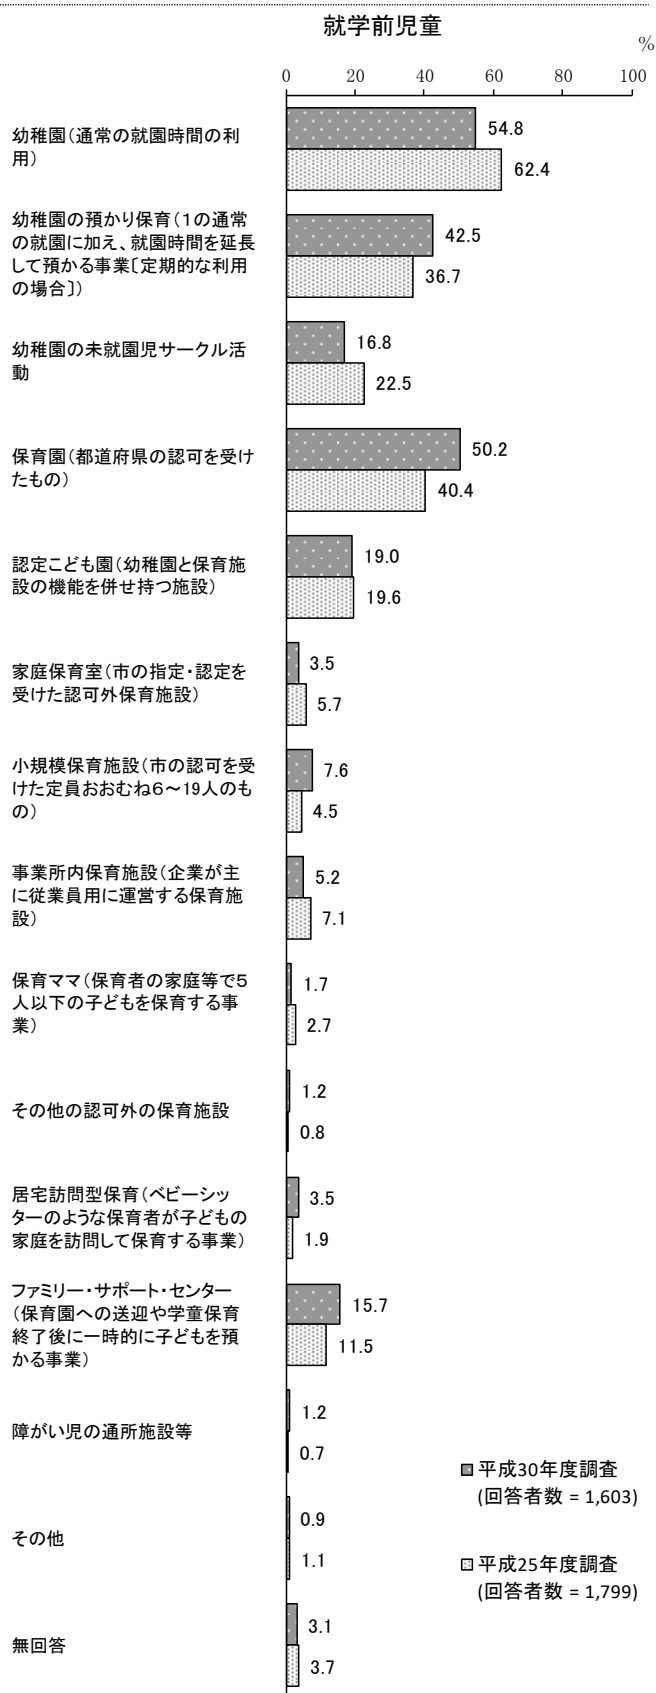 就学前児童
%
0 20 40 60 80 100
幼稚園(通常の就園時間の利
用)
54.8
62.4
幼稚園の預かり保育(1の通常
の就園に加え、就園時間を延長
して預かる事業〔定期的な利用
の場合〕)
42.5
36.7
幼稚園の未就園児サークル活
動
16.8
22.5
保育園(都道府県の認可を受け
たもの)
50.2
40.4
認定こども園(幼稚園と保育施
設の機能を併せ持つ施設)
19.0
19.6
家庭保育室(市の指定・認定を
受けた認可外保育施設)
3.5
5.7
小規模保育施設(市の認可を受
けた定員おおむね6～19人のも
の)
7.6
4.5
事業所内保育施設(企業が主
に従業員用に運営する保育施
設)
5.2
7.1
保育ママ(保育者の家庭等で5
人以下の子どもを保育する事
業)
1.7
2.7
その他の認可外の保育施設
1.2
0.8
居宅訪問型保育(ベビーシッ
ターのような保育者が子どもの
家庭を訪問して保育する事業)
3.5
1.9
ファミリー・サポート・センター
(保育園への送迎や学童保育
終了後に一時的に子どもを預
かる事業)
15.7
11.5
障がい児の通所施設等
1.2
0.7
その他
0.9
1.1
無回答
3.1
3.7
平成30年度調査
(回答者数 = 1,603)
平成25年度調査
(回答者数 = 1,799)